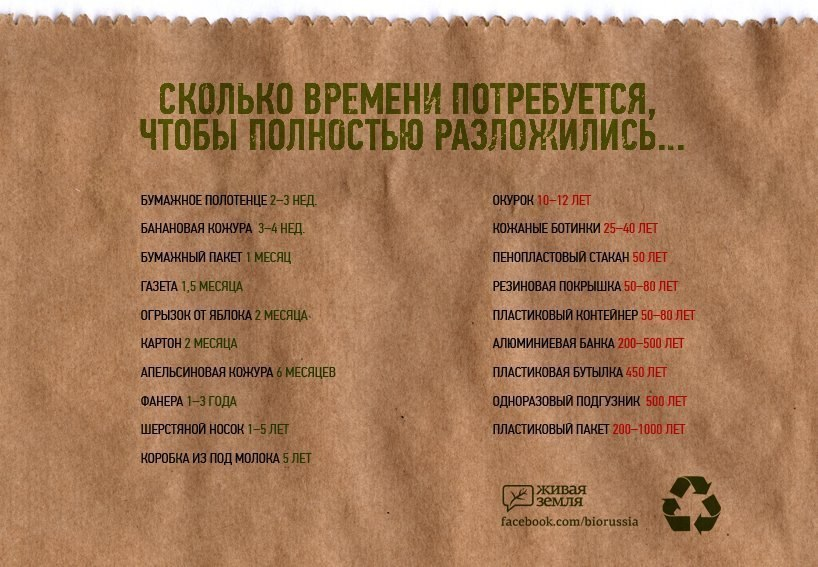 СКОЛЬКО ВРЕМЕНИ ПОТРЕБУЕТСЯ,
ЧТОБЫ ПОЛНОСТЬЮ РАЗЛОЖИЛИСЬ...
БУМАЖНОЕ ПОЛОТЕНЦЕ 2–3 НЕД.
БАНАНОВАЯ КОЖУРА 3–4 НЕД.
БУМАЖНЫЙ ПАКЕТ 1 МЕСЯЦ
ГАЗЕТА 1,5 МЕСЯЦА
ОГРЫЗОК ОТ ЯБЛОКА 2 МЕСЯЦА
КАРТОН 2 МЕСЯЦА
АПЕЛЬСИНОВАЯ КОЖУРА 6 МЕСЯЦЕВ
ФАНЕРА 1–3 ГОДА
ШЕРСТЯНОЙ НОСОК 1–5 ЛЕТ
КОРОБКА ИЗ ПОД МОЛОКА 5 ЛЕТ
ОКУРОК 10–12 ЛЕТ
КОЖАНЫЕ БОТИНКИ 25–40 ЛЕТ
ПЕНОПЛАСТОВЫЙ СТАКАН 50 ЛЕТ
РЕЗИНОВАЯ ПОКРЫШКА 50–80 ЛЕТ
ПЛАСТИКОВЫЙ КОНТЕЙНЕР 50–80 ЛЕТ
АЛЮМИНИЕВАЯ БАНКА 200–500 ЛЕТ
ПЛАСТИКОВАЯ БУТЫЛКА 450 ЛЕТ
ОДНОРАЗОВЫЙ ПОДГУЗНИК 500 ЛЕТ
ПЛАСТИКОВЫЙ ПАКЕТ 200–1000 ЛЕТ
живая
земля
facebook.com/biorussia